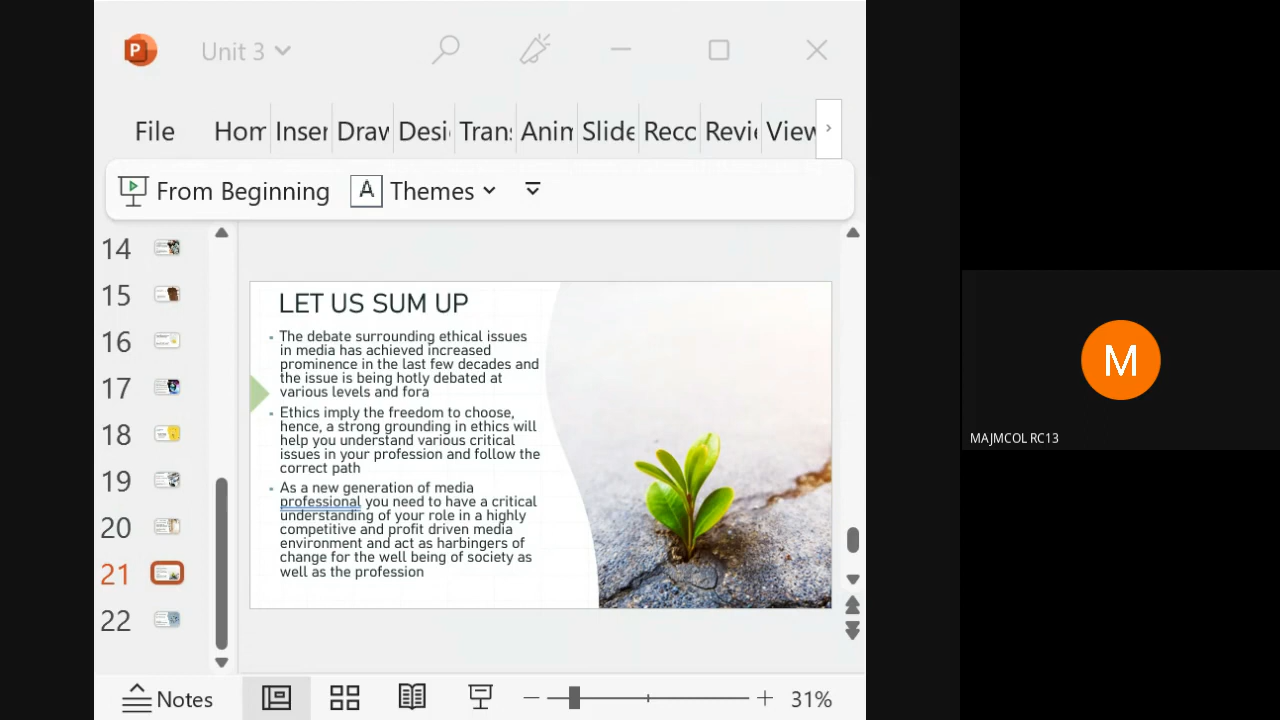 P
Unit 3
File
Hom
Inser
Draw
Desi
Trans
Anim
Slide
Reco
Revie
View
From Beginning
A Themes
14
15
16
17
18
19
20
21
22
LET US SUM UP
The debate surrounding ethical issues
in media has achieved increased
prominence in the last few decades and
the issue is being hotly debated at
various levels and fora
Ethics imply the freedom to choose,
hence, a strong grounding in ethics will
help you understand various critical
issues in your profession and follow the
correct path
As a new generation of media
professional you need to have a critical
understanding of your role in a highly
competitive and profit driven media
environment and act as harbingers of
change for the well being of society as
well as the profession
Notes
31%
M
MAJMCOL RC13